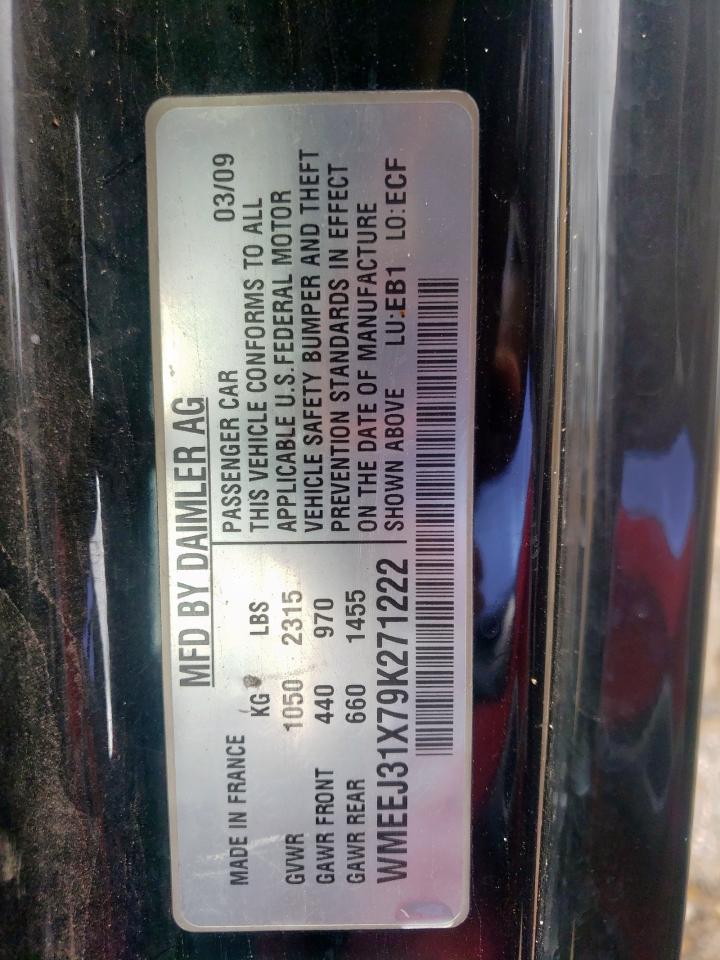 MFD BY DAIMLER AG
MADE IN FRANCE
KG LBS
GVWR 1050 2315
GAWR FRONT 440 970
GAWR REAR 660 1455
PASSENGER CAR 03/09
THIS VEHICLE CONFORMS TO ALL
APPLICABLE U.S. FEDERAL MOTOR
VEHICLE SAFETY BUMPER AND THEFT
PREVENTION STANDARDS IN EFFECT
ON THE DATE OF MANUFACTURE
SHOWN ABOVE LU:EB1 LO:ECF
WMEEJ31X79K271222